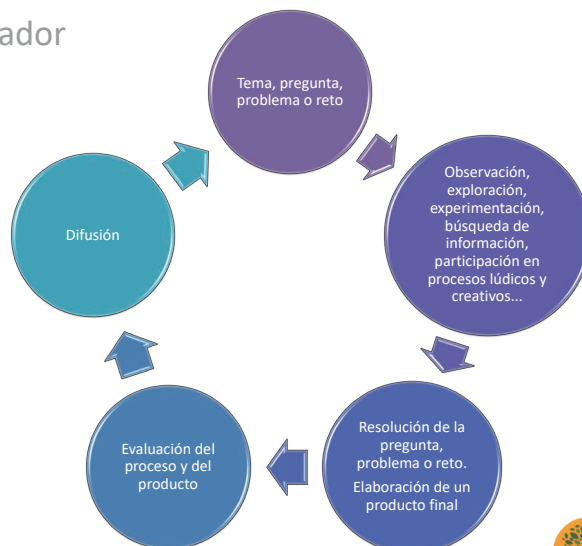 ador
Tema, pregunta,
problema o reto
Observación,
exploración,
experimentación,
búsqueda de
información,
participación en
procesos lúdicos y
creativos...
Resolución de la
pregunta,
problema o reto.
Elaboración de un
producto final
Evaluación del
proceso y del
producto
Difusión